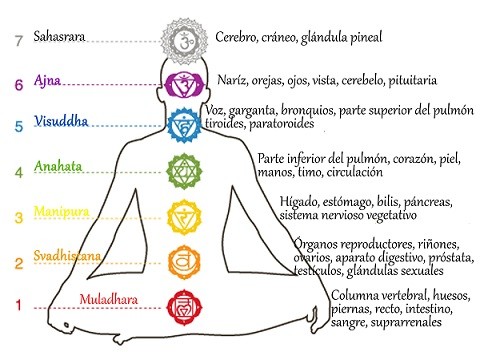 7 Sahasrara
Cerebro, cráneo, glándula pineal
6 Ajna
Naríz, orejas, ojos, vista, cerebelo, pituitaria
5 Visuddha
Voz, garganta, bronquios, parte superior del pulmón
tiroides, paratoroides
4 Anahata
Parte inferior del pulmón, corazón, piel,
manos, timo, circulación
3 Manipura
Hígado, estómago, bilis, páncreas,
sistema nervioso vegetativo
2 Svadhistana
Órganos reproductores, riñones,
ovarios, aparato digestivo, próstata,
testículos, glándulas sexuales
1 Muladhara
Columna vertebral, huesos,
piernas, recto, intestino,
sangre, suprarrenales